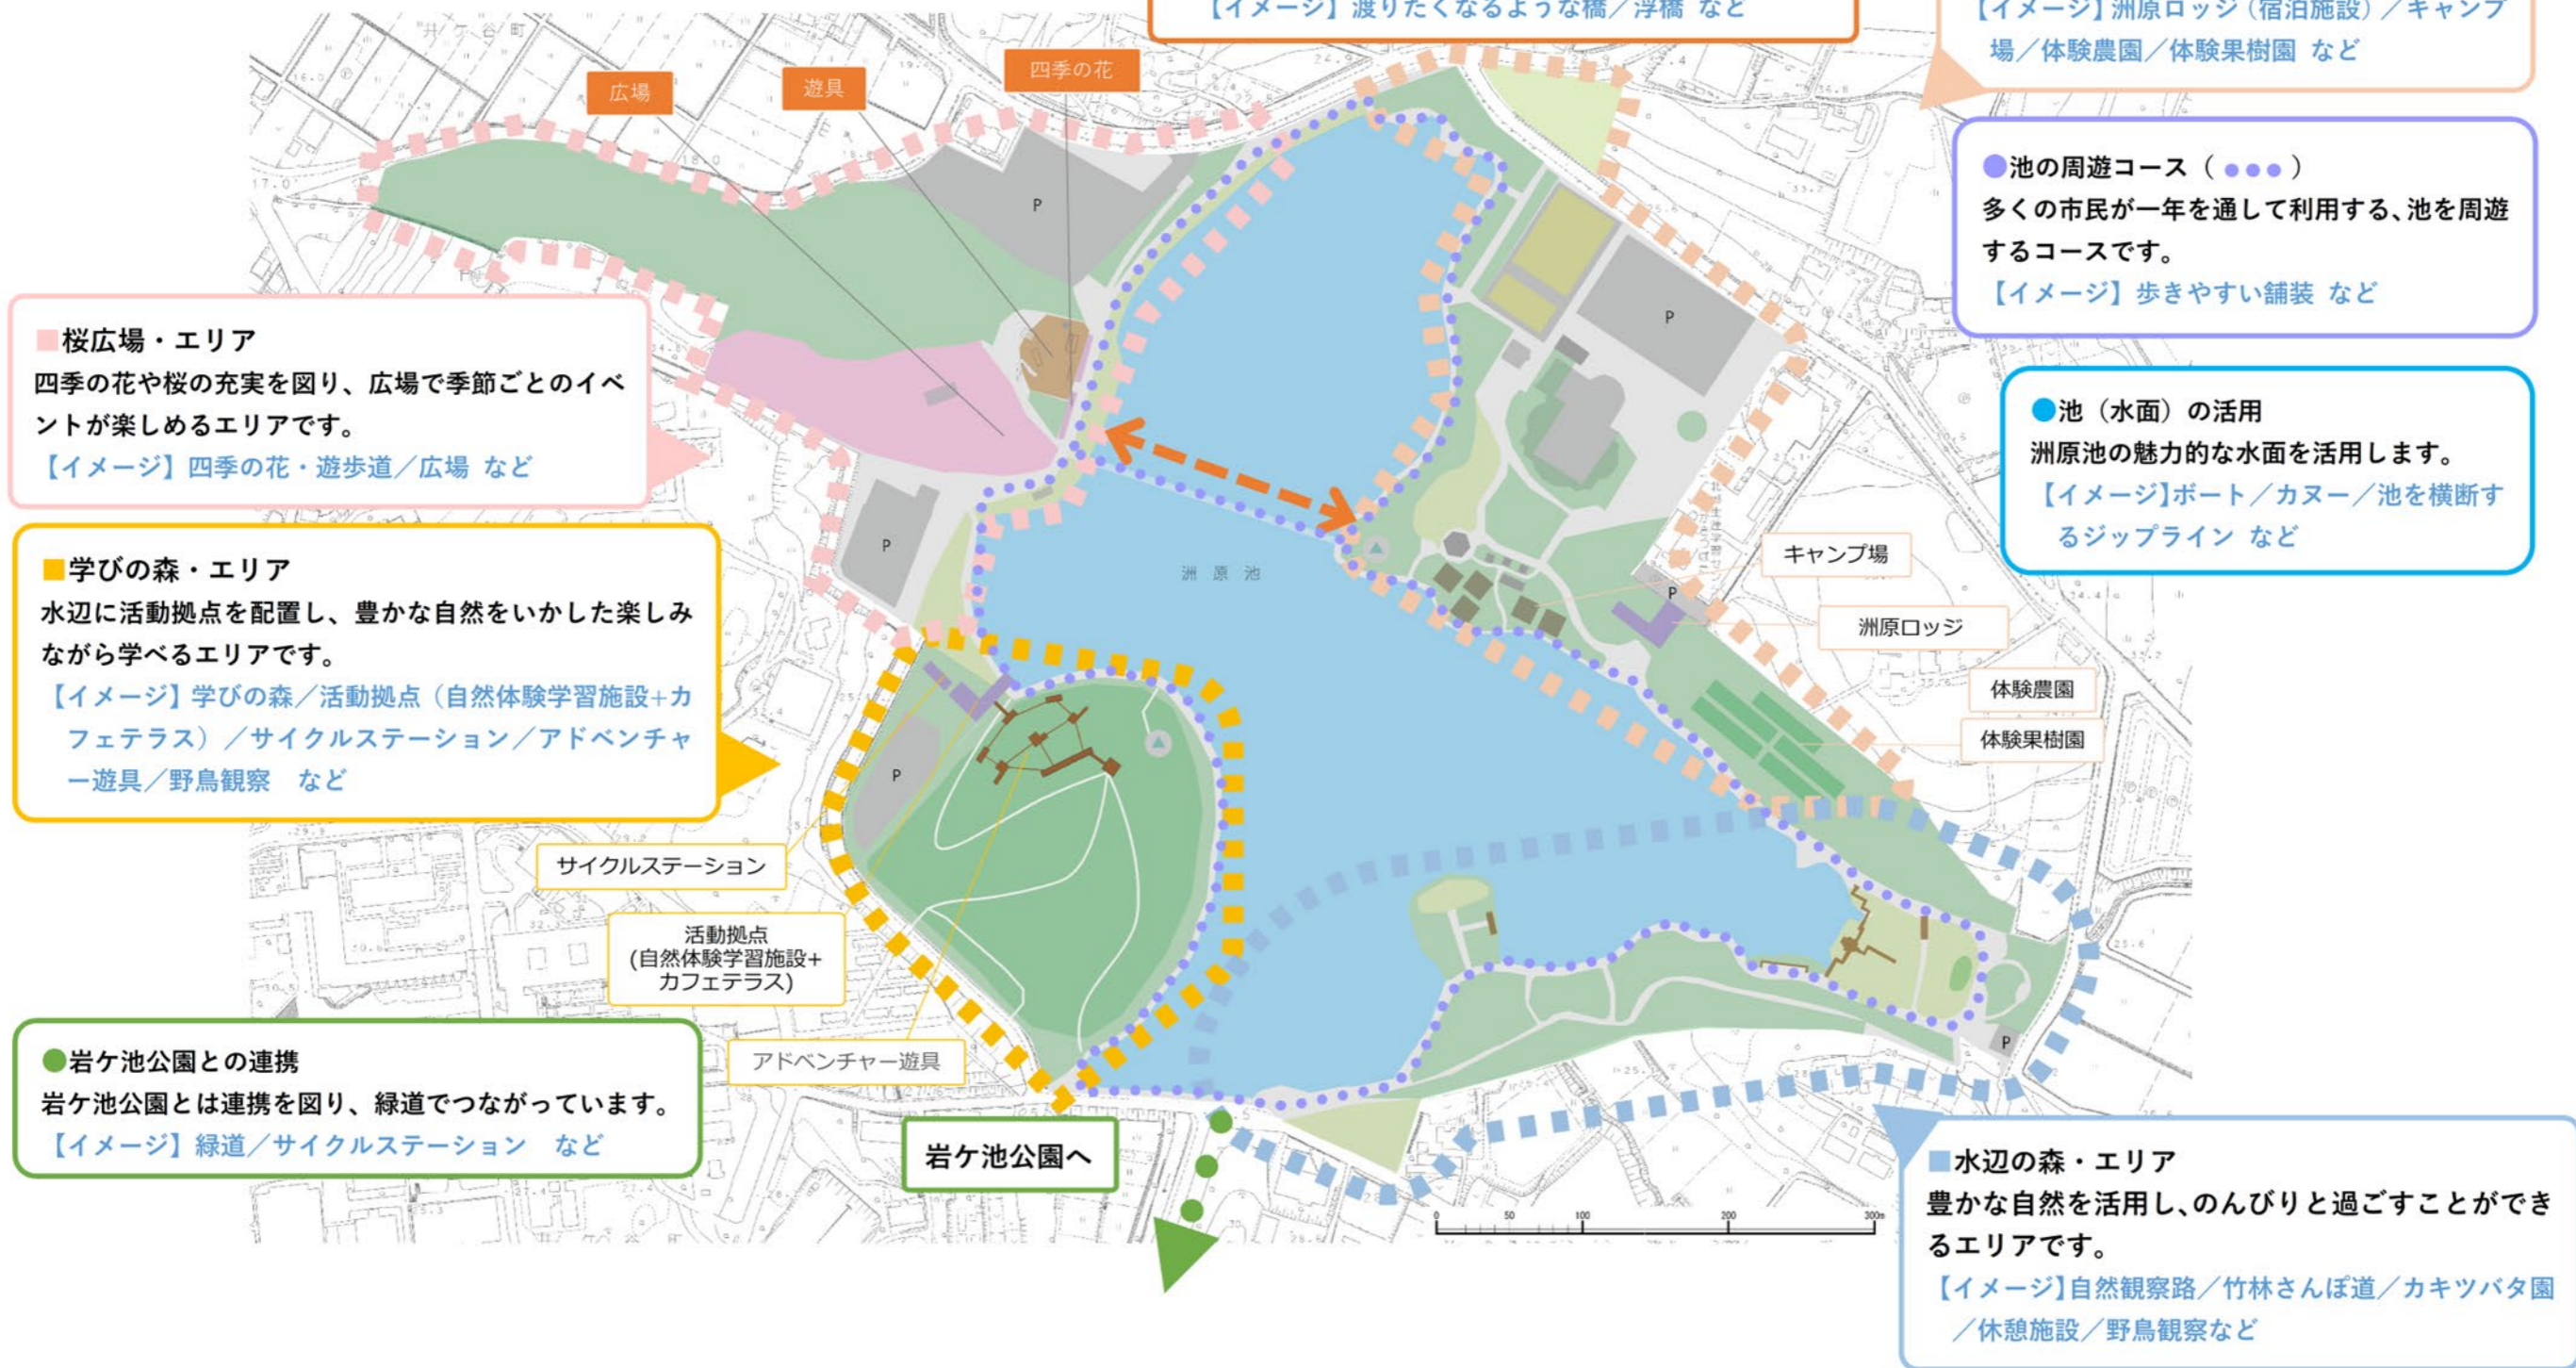 【イメージ】渡りたくなるような橋／浮橋 など
【イメージ】洲原ロッジ（宿泊施設）／キャンプ
場／体験農園／体験果樹園 など
広場
遊具
四季の花
●池の周遊コース（●●●）
多くの市民が一年を通して利用する、池を周遊
するコースです。
【イメージ】歩きやすい舗装 など
■桜広場・エリア
四季の花や桜の充実を図り、広場で季節ごとのイベ
ントが楽しめるエリアです。
【イメージ】四季の花・遊歩道／広場 など
●池（水面）の活用
洲原池の魅力的な水面を活用します。
【イメージ】ボート／カヌー／池を横断す
るジップライン など
■学びの森・エリア
水辺に活動拠点を配置し、豊かな自然をいかした楽しみ
ながら学べるエリアです。
【イメージ】学びの森／活動拠点（自然体験学習施設+カ
フェテラス）／サイクルステーション／アドベンチャ
ー遊具／野鳥観察 など
P
P
P
P
P
P
洲原池
キャンプ場
洲原ロッジ
体験農園
体験果樹園
サイクルステーション
活動拠点
(自然体験学習施設+
カフェテラス)
アドベンチャー遊具
●岩ケ池公園との連携
岩ケ池公園とは連携を図り、緑道でつながっています。
【イメージ】緑道／サイクルステーション など
岩ケ池公園へ
0 50 100 200 300m
■水辺の森・エリア
豊かな自然を活用し、のんびりと過ごすことができ
るエリアです。
【イメージ】自然観察路／竹林さんぽ道／カキツバタ園
／休憩施設／野鳥観察など
井ケ谷町
17.0
18.0